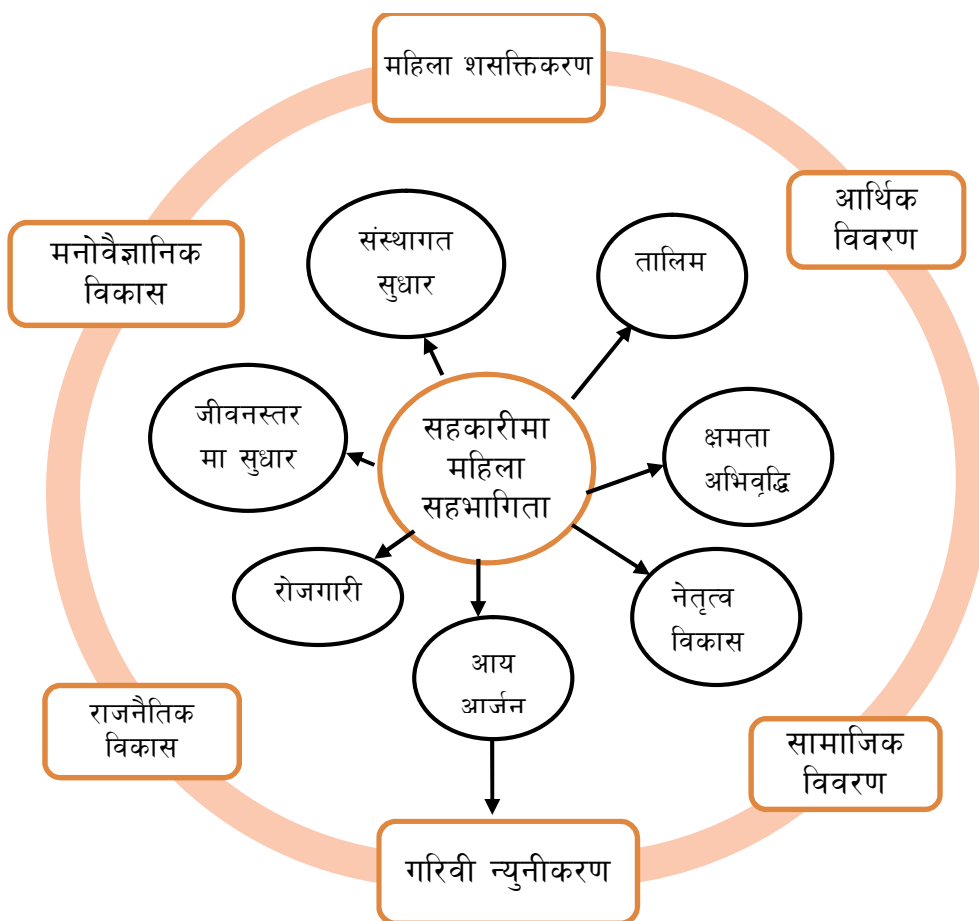 महिला शसक्तिकरण
आर्थिक
विवरण
मनोवैज्ञानिक
विकास
संस्थागत
सुधार
तालिम
जीवनस्तर
मा सुधार
सहकारीमा
महिला
सहभागिता
क्षमता
अभिवृद्धि
रोजगारी
नेतृत्व
विकास
आय
आर्जन
राजनैतिक
विकास
सामाजिक
विवरण
गरिवी न्युनीकरण